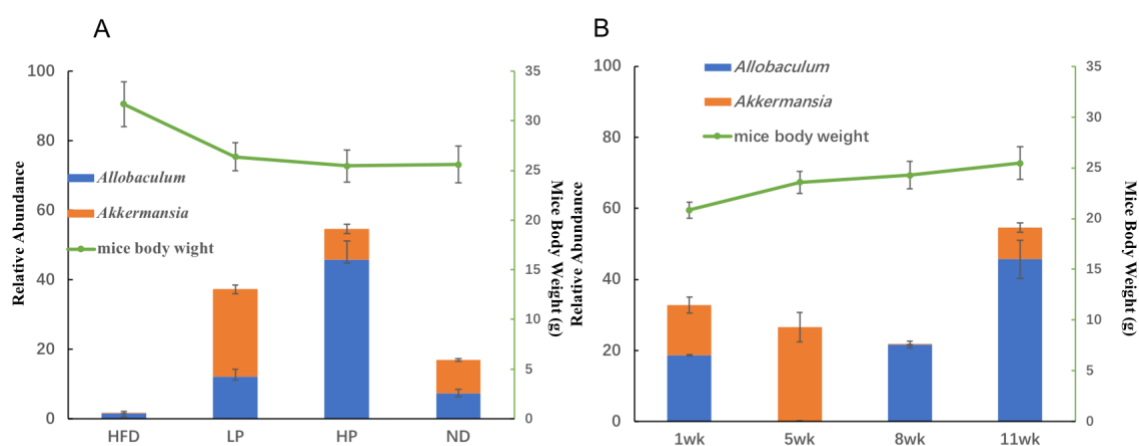 A
100
80
60
40
20
0
Relative Abundance
Allobaculum
Akkermansia
mice body wight
HFD
LP
HP
ND
35
30
25
20
15
10
5
0
Mice Body Weight (g)
B
100
80
60
40
20
0
Relative Abundance
Allobaculum
Akkermansia
mice body weight
1wk
5wk
8wk
11wk
35
30
25
20
15
10
5
0
Mice Body Weight (g)